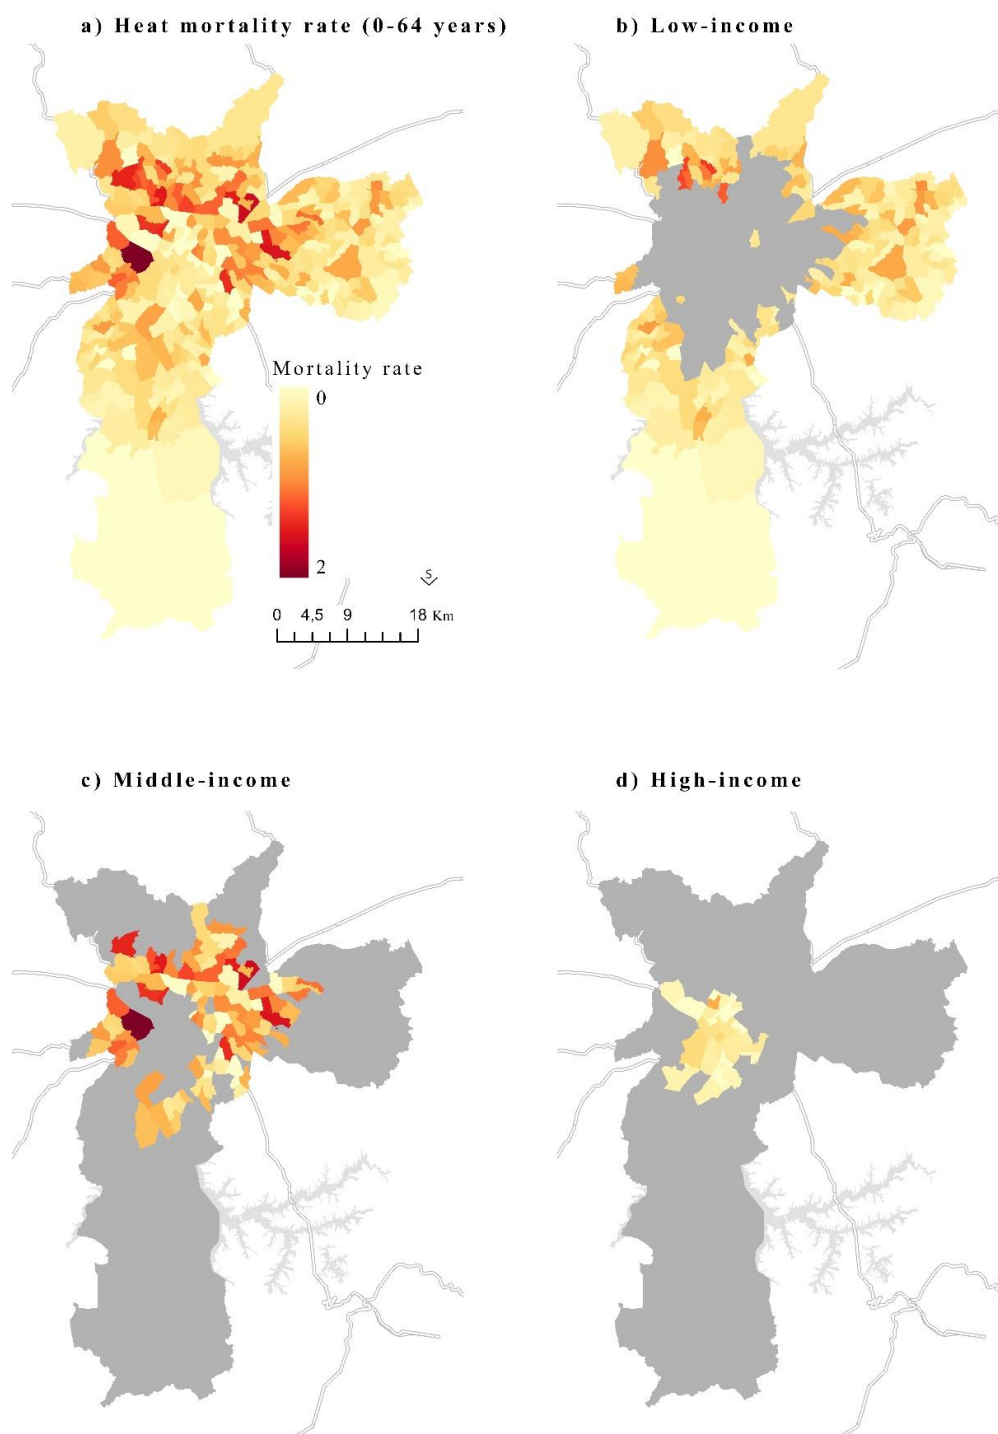 a) Heat mortality rate (0-64 years)
b) Low-income
Mortality rate
0
2
S
0 4,5 9 18 Km
c) Middle-income
d) High-income